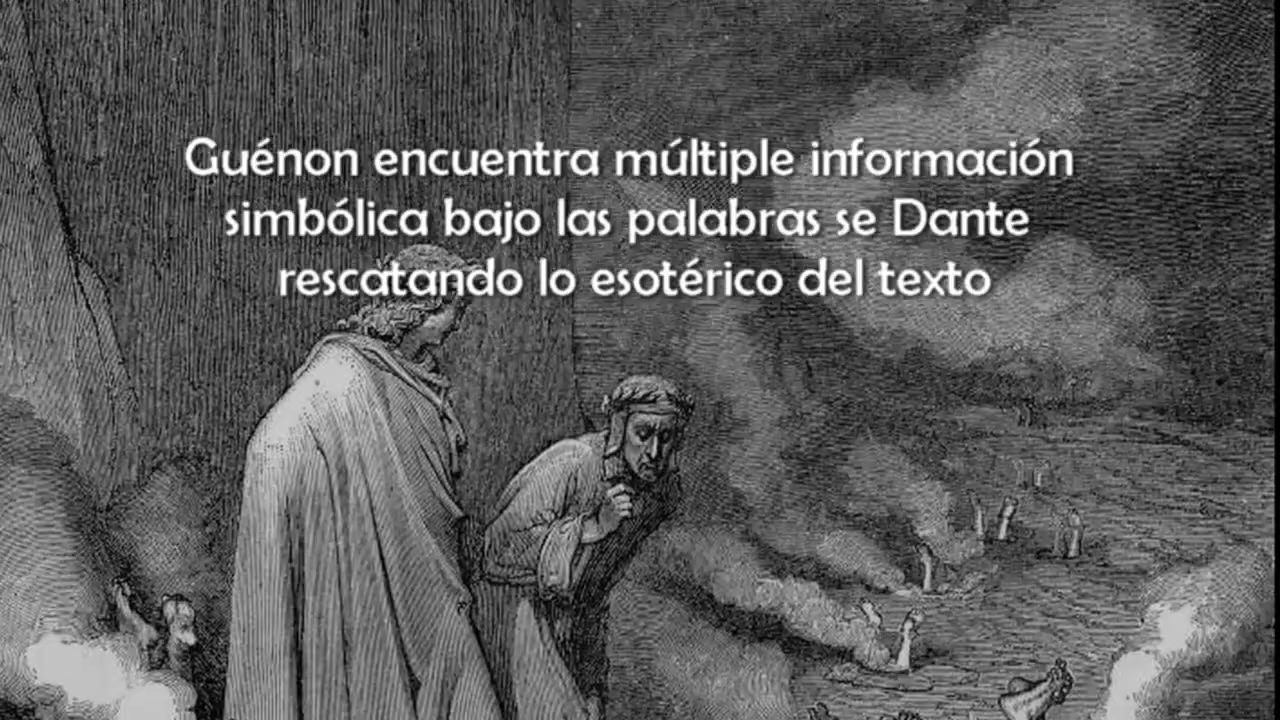 Guénon encuentra múltiple información
simbólica bajo las palabras se Dante
rescatando lo esotérico del texto